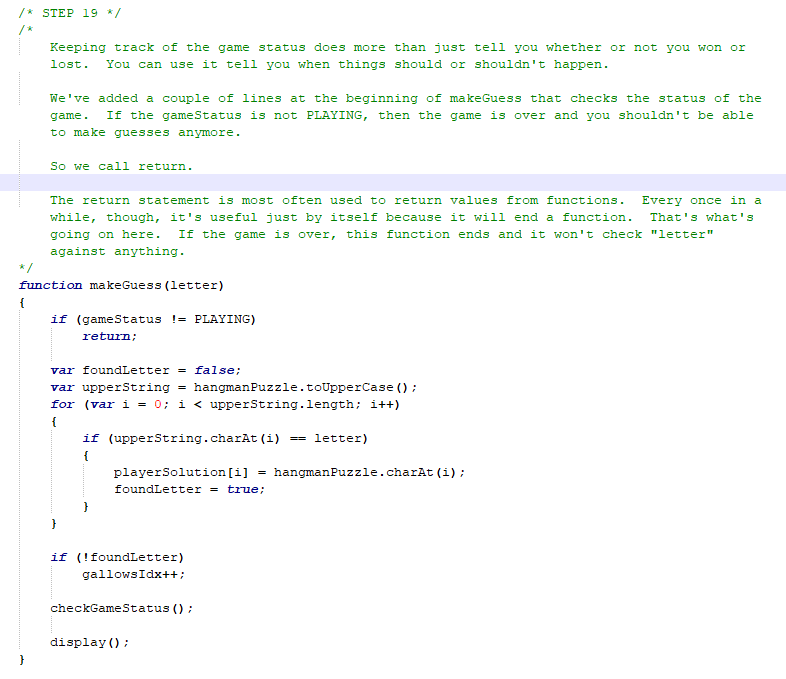 /* STEP 19 */
/*
Keeping track of the game status does more than just tell you whether or not you won or
lost.  You can use it tell you when things should or shouldn't happen.
We've added a couple of lines at the beginning of makeGuess that checks the status of the
game.  If the gameStatus is not PLAYING, then the game is over and you shouldn't be able
to make guesses anymore.
So we call return.
The return statement is most often used to return values from functions.  Every once in a
while, though, it's useful just by itself because it will end a function.  That's what's
going on here.  If the game is over, this function ends and it won't check "letter"
against anything.
*/
function makeGuess(letter)
{
if (gameStatus != PLAYING)
return;
var foundLetter = false;
var upperString = hangmanPuzzle.toUpperCase();
for (var i = 0; i < upperString.length; i++)
{
if (upperString.charAt(i) == letter)
{
playerSolution[i] = hangmanPuzzle.charAt(i);
foundLetter = true;
}
}
if (!foundLetter)
gallowsIdx++;
checkGameStatus();
display();
}